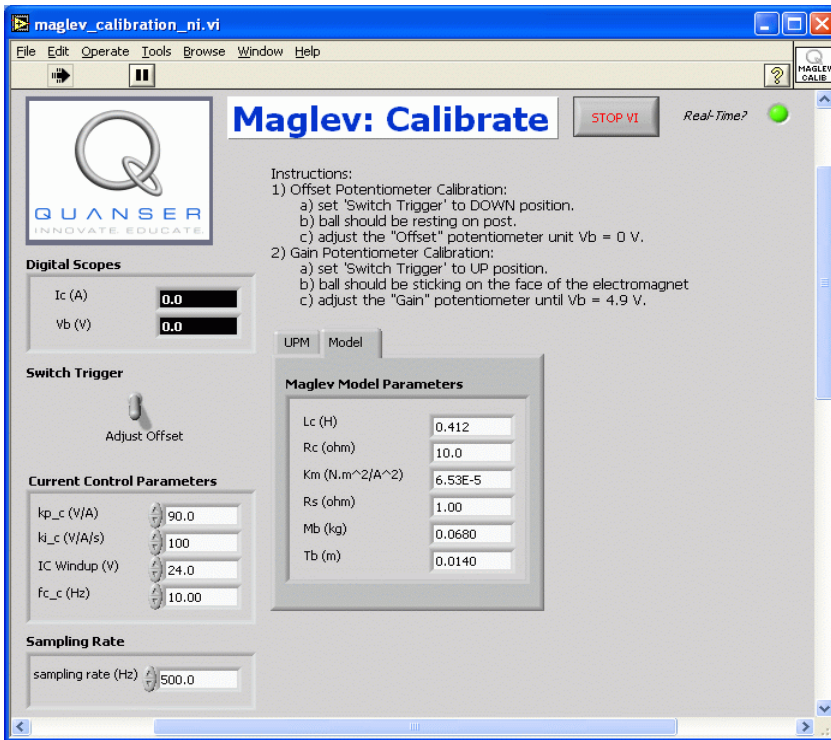 maglev_calibration_ni.vi
File Edit Operate Tools Browse Window Help
MAGLEV
CALIB
Maglev: Calibrate
STOP VI
Real-Time?
QUANSER
INNOVATE. EDUCATE.
Instructions:
1) Offset Potentiometer Calibration:
a) set 'Switch Trigger' to DOWN position.
b) ball should be resting on post.
c) adjust the "Offset" potentiometer unit Vb = 0 V.
2) Gain Potentiometer Calibration:
a) set 'Switch Trigger' to UP position.
b) ball should be sticking on the face of the electromagnet
c) adjust the "Gain" potentiometer until Vb = 4.9 V.
Digital Scopes
Ic (A) 0.0
Vb (V) 0.0
Switch Trigger
Adjust Offset
Current Control Parameters
kp_c (V/A) 90.0
ki_c (V/A/s) 100
IC Windup (V) 24.0
fc_c (Hz) 10.00
Sampling Rate
sampling rate (Hz) 500.0
UPM Model
Maglev Model Parameters
Lc (H) 0.412
Rc (ohm) 10.0
Km (N.m^2/A^2) 6.53E-5
Rs (ohm) 1.00
Mb (kg) 0.0680
Tb (m) 0.0140